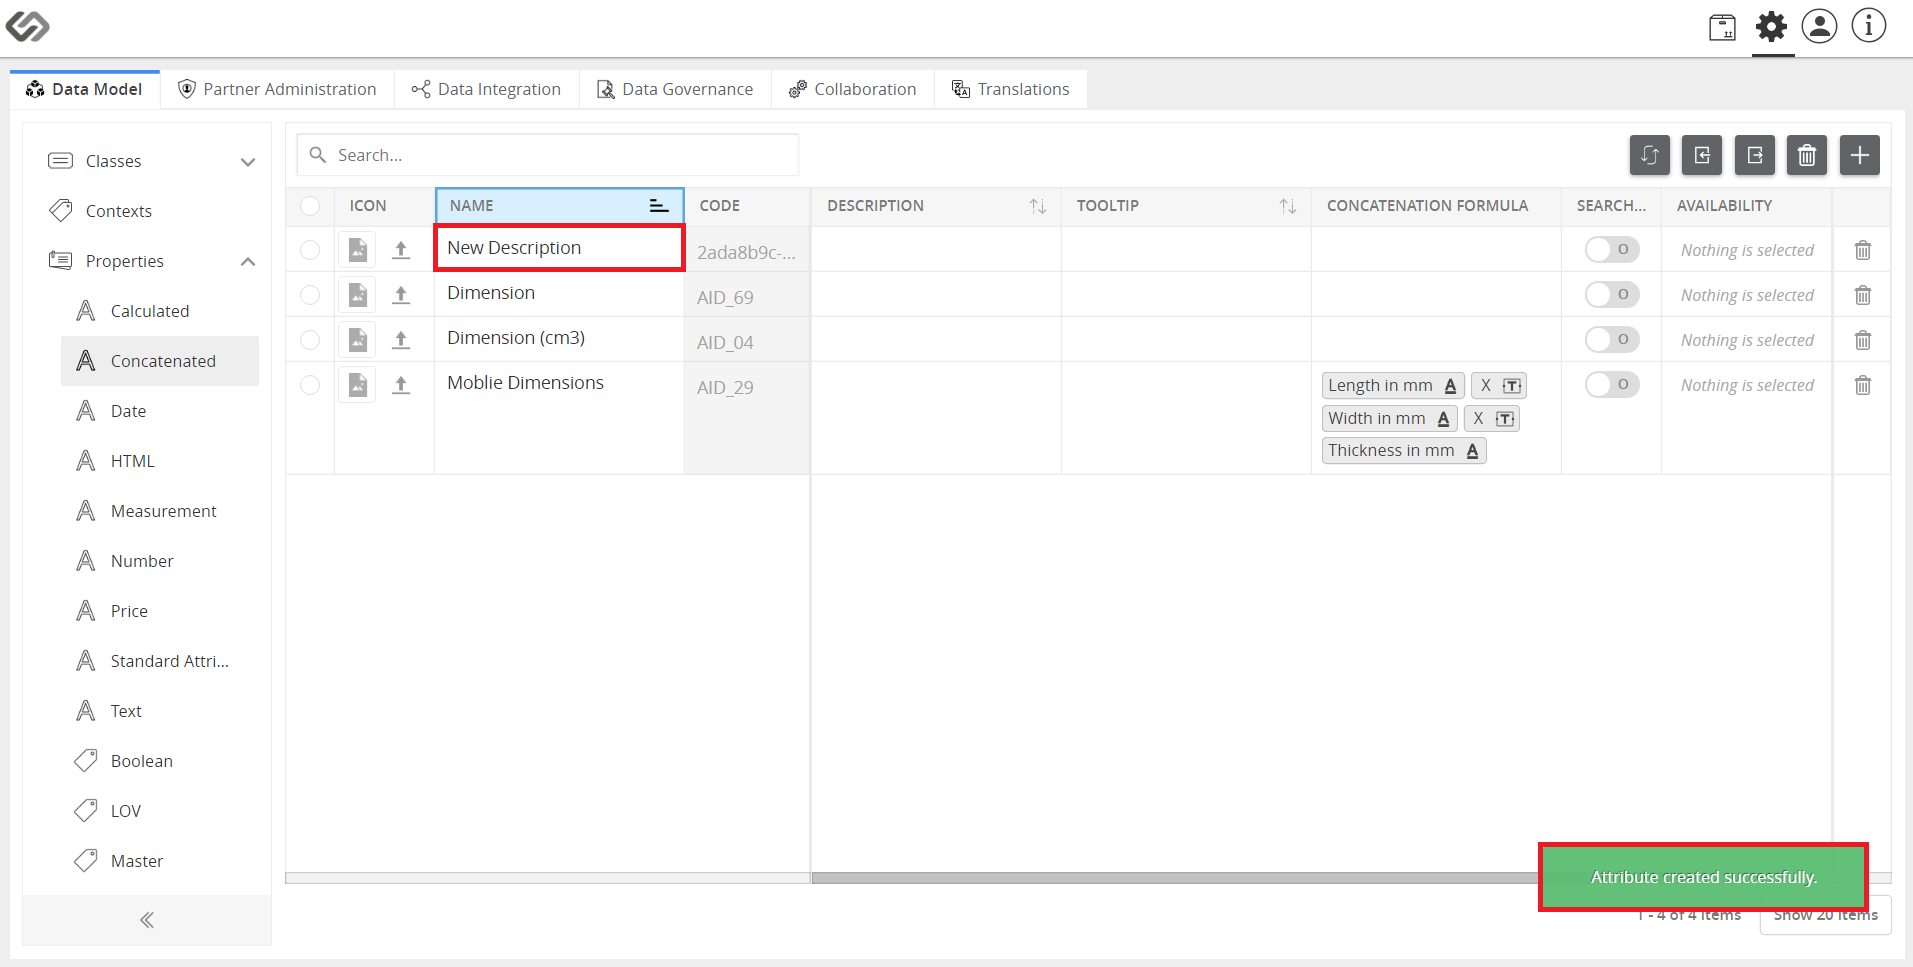 Data Model
Partner Administration
Data Integration
Data Governance
Collaboration
Translations
Classes
Contexts
Properties
Calculated
Concatenated
Date
HTML
Measurement
Number
Price
Standard Attri...
Text
Boolean
LOV
Master
Search...
ICON NAME CODE DESCRIPTION TOOLTIP CONCATENATION FORMULA SEARCH... AVAILABILITY
New Description 2ada8b9c-... O Nothing is selected
Dimension AID_69 O Nothing is selected
Dimension (cm3) AID_04 O Nothing is selected
Moblie Dimensions AID_29 Length in mm A X T O Nothing is selected
Width in mm A X T
Thickness in mm A
Attribute created successfully.
1 - 4 of 4 Items Show 20 Items